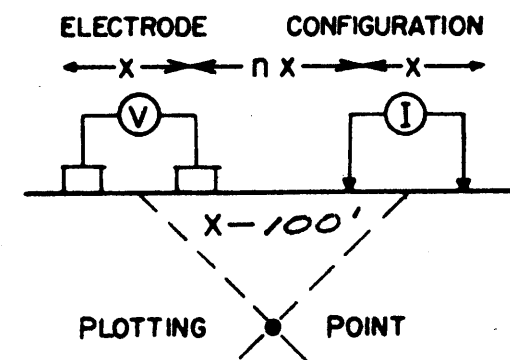 ELECTRODE CONFIGURATION
X n X X
V I
X-100'
PLOTTING POINT